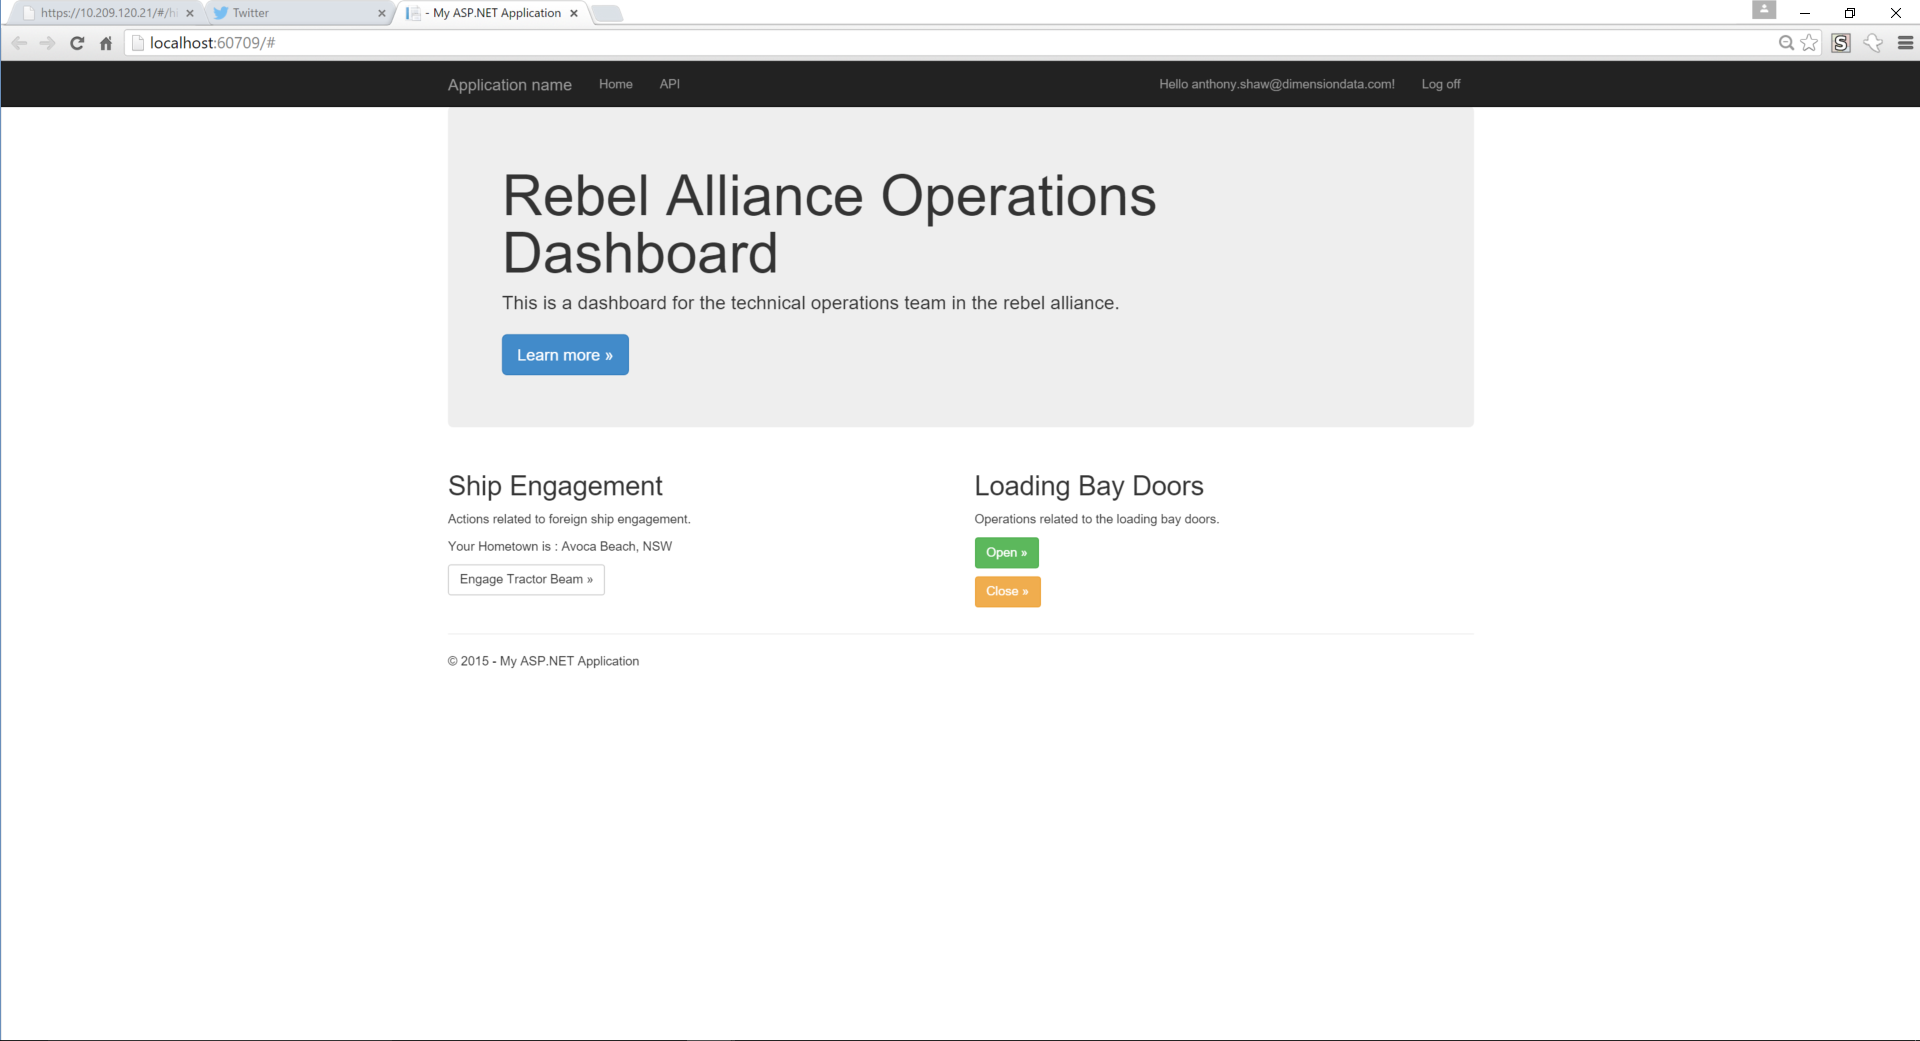 https://10.209.120.21/#/hi
Twitter
- My ASP.NET Application
localhost:60709/#
Application name
Home
API
Hello anthony.shaw@dimensiondata.com!
Log off
Rebel Alliance Operations
Dashboard
This is a dashboard for the technical operations team in the rebel alliance.
Learn more »
Ship Engagement
Actions related to foreign ship engagement.
Your Hometown is : Avoca Beach, NSW
Engage Tractor Beam »
Loading Bay Doors
Operations related to the loading bay doors.
Open »
Close »
© 2015 - My ASP.NET Application